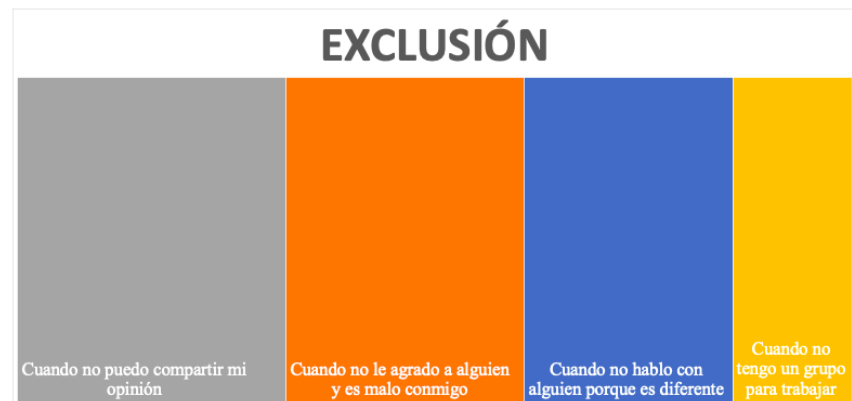 EXCLUSIÓN
Cuando no puedo compartir mi
opinión
Cuando no le agrado a alguien
y es malo conmigo
Cuando no hablo con
alguien porque es diferente
Cuando no
tengo un grupo
para trabajar